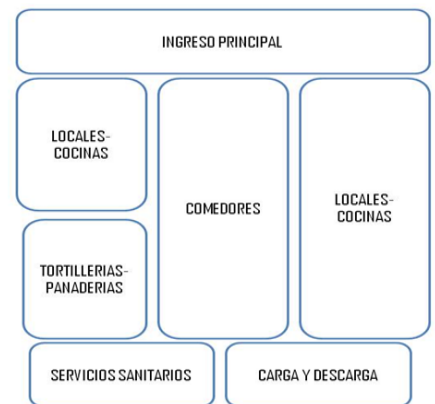 INGRESO PRINCIPAL
LOCALES-
COCINAS
COMEDORES
LOCALES-
COCINAS
TORTILLERIAS-
PANADERIAS
SERVICIOS SANITARIOS
CARGA Y DESCARGA